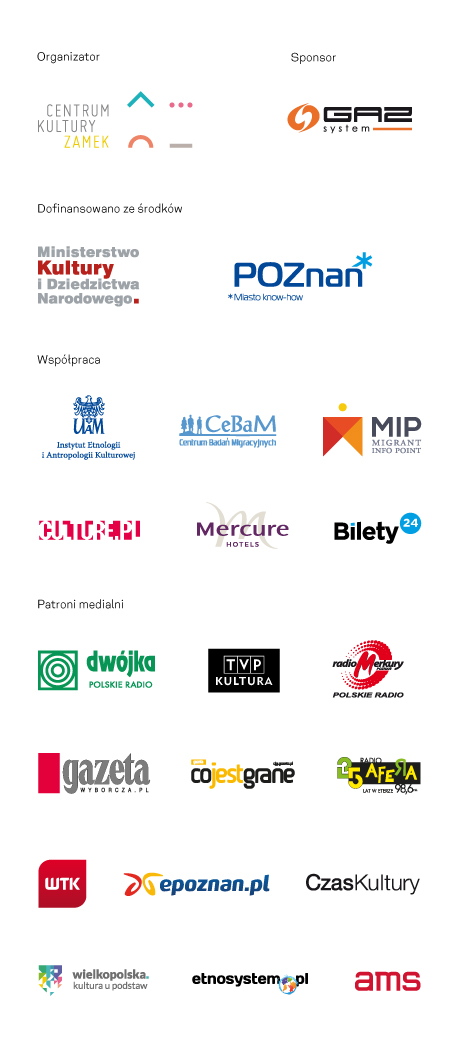 Organizator
Sponsor
CENTRUM
KULTURY
ZAMEK
GAZ
system
Dofinansowano ze środków
Ministerstwo
Kultury
i Dziedzictwa
Narodowego.
POZnan*
*Miasto know-how
Współpraca
UAM
Instytut Etnologii
i Antropologii Kulturowej
CeBaM
Centrum Badań Migracyjnych
MIP
MIGRANT
INFO POINT
CULTURE.PL
Mercure
HOTELS
Bilety 24
Patroni medialni
dwójka
POLSKIE RADIO
TVP
KULTURA
radio Merkury
POLSKIE RADIO
gazeta
WYBORCZA.PL
cojestgrane
RADIO
25 AFERA
LAT W ETERZE 98,6
WTK
epoznan.pl
CzasKultury
wielkopolska.
kultura u podstaw
etnosystem.pl
ams